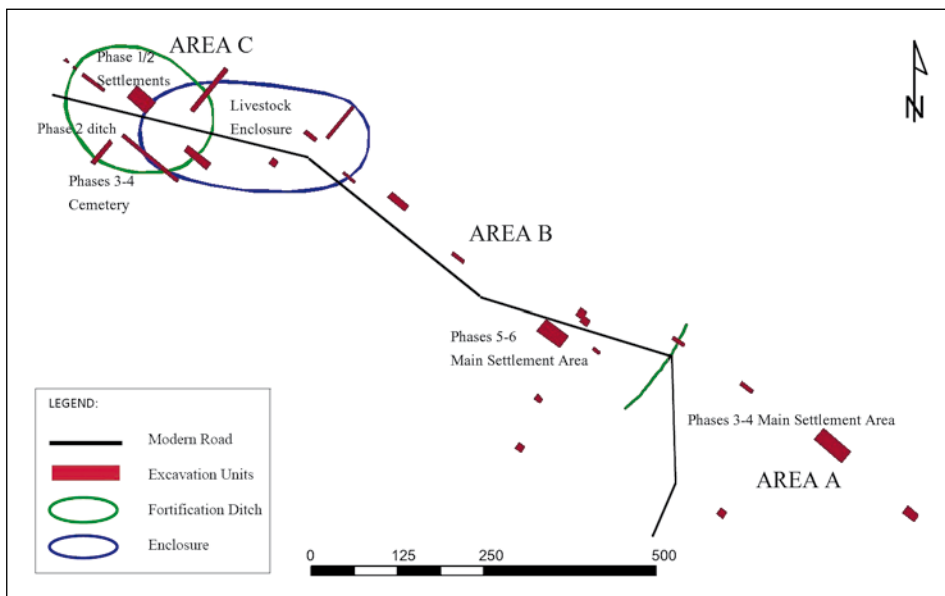 AREA C
Phase 1/2
Settlements
Livestock
Enclosure
Phase 2 ditch
Phases 3-4
Cemetery
N
AREA B
Phases 5-6
Main Settlement Area
Phases 3-4 Main Settlement Area
AREA A
LEGEND:
Modern Road
Excavation Units
Fortification Ditch
Enclosure
0 125 250 500